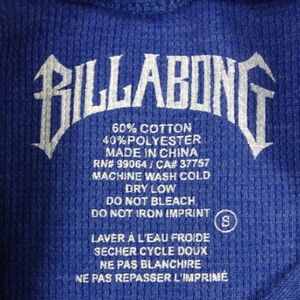 BILLABONG
60% COTTON
40% POLYESTER
MADE IN CHINA
RN# 99064 / CA# 37757
MACHINE WASH COLD
DRY LOW
DO NOT BLEACH
DO NOT IRON IMPRINT
S
LAVER À L'EAU FROIDE
SECHER CYCLE DOUX
NE PAS BLANCHIRE
NE PAS REPASSER L'IMPRIMÉ